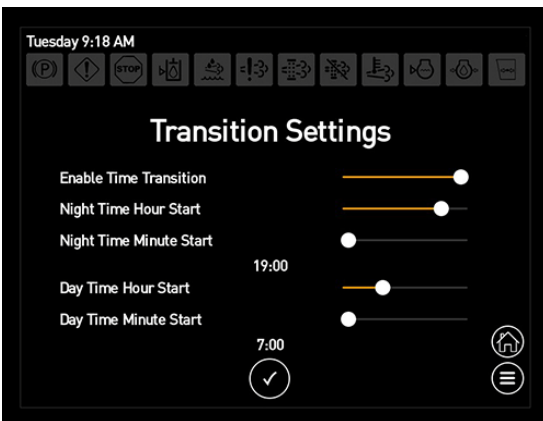 Tuesday 9:18 AM
(P) STOP
Transition Settings
Enable Time Transition
Night Time Hour Start
Night Time Minute Start
19:00
Day Time Hour Start
Day Time Minute Start
7:00